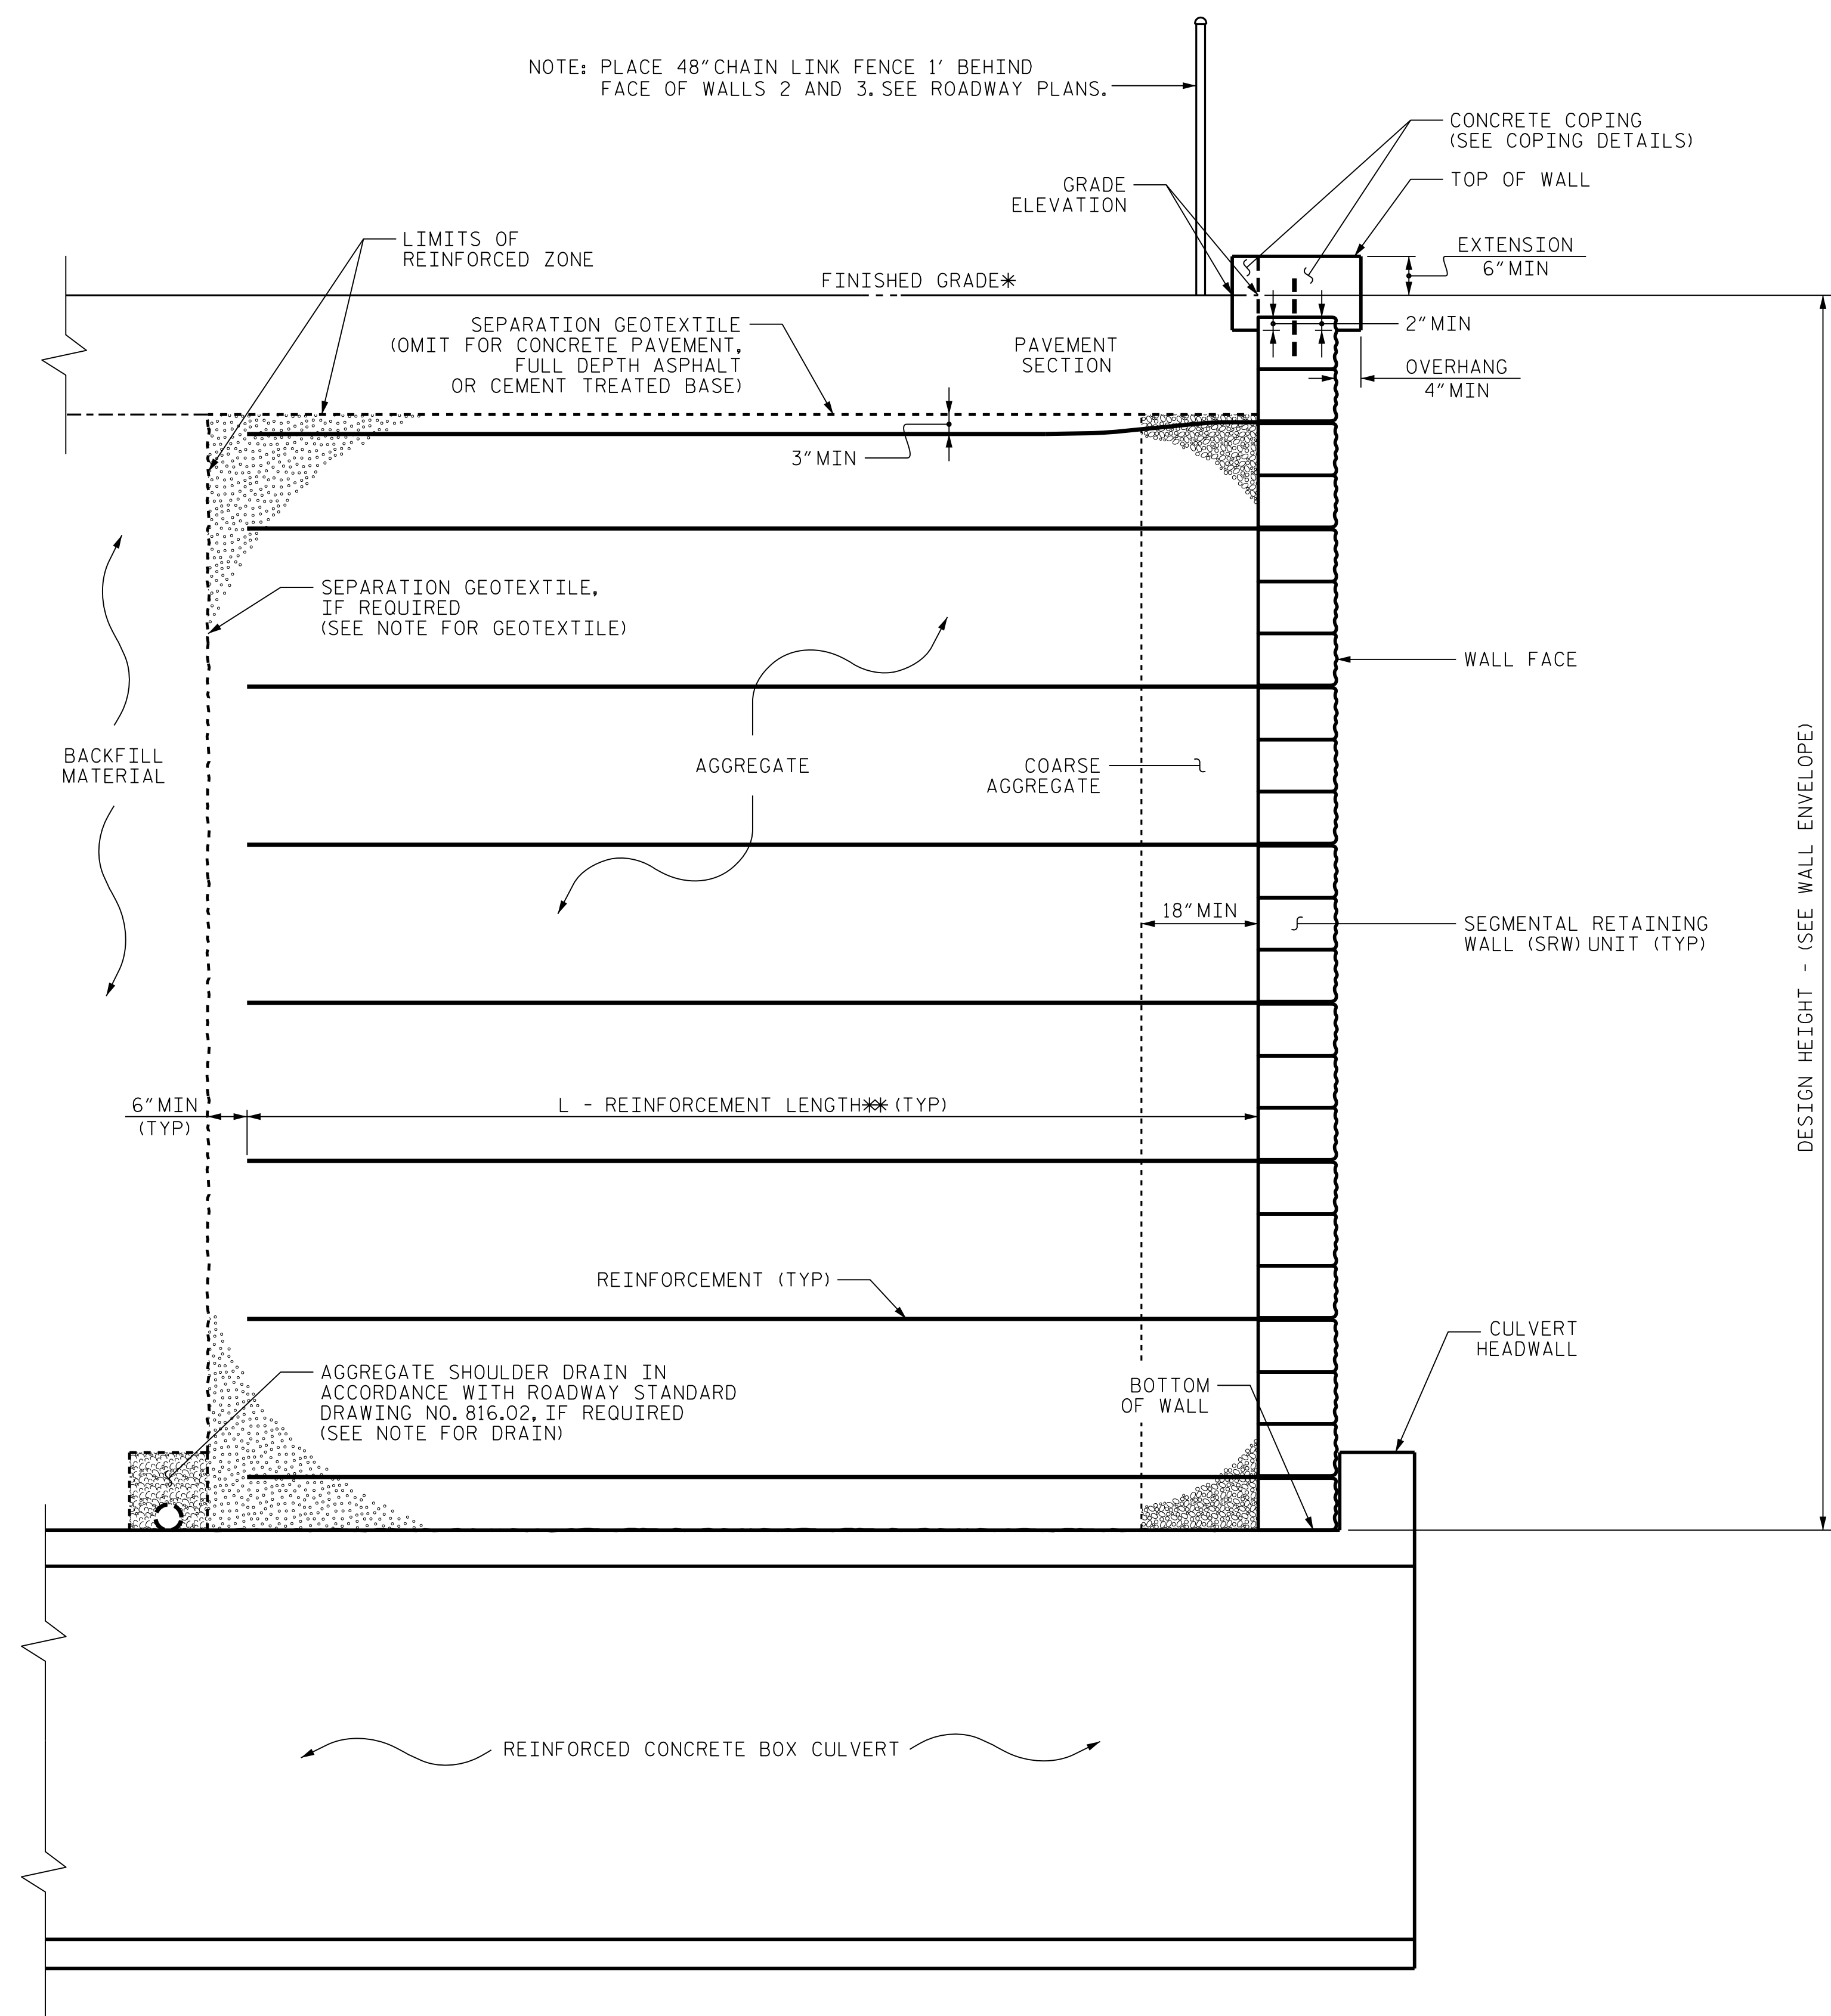 NOTE: PLACE 48" CHAIN LINK FENCE 1' BEHIND
FACE OF WALLS 2 AND 3. SEE ROADWAY PLANS.
CONCRETE COPING
(SEE COPING DETAILS)
TOP OF WALL
GRADE
ELEVATION
EXTENSION
6" MIN
LIMITS OF
REINFORCED ZONE
FINISHED GRADE*
SEPARATION GEOTEXTILE
(OMIT FOR CONCRETE PAVEMENT,
FULL DEPTH ASPHALT
OR CEMENT TREATED BASE)
PAVEMENT
SECTION
2" MIN
OVERHANG
4" MIN
3" MIN
SEPARATION GEOTEXTILE,
IF REQUIRED
(SEE NOTE FOR GEOTEXTILE)
WALL FACE
BACKFILL
MATERIAL
AGGREGATE
COARSE
AGGREGATE
18" MIN
SEGMENTAL RETAINING
WALL (SRW) UNIT (TYP)
DESIGN HEIGHT - (SEE WALL ENVELOPE)
6" MIN
(TYP)
L - REINFORCEMENT LENGTH** (TYP)
REINFORCEMENT (TYP)
CULVERT
HEADWALL
AGGREGATE SHOULDER DRAIN IN
ACCORDANCE WITH ROADWAY STANDARD
DRAWING NO. 816.02, IF REQUIRED
(SEE NOTE FOR DRAIN)
BOTTOM
OF WALL
REINFORCED CONCRETE BOX CULVERT